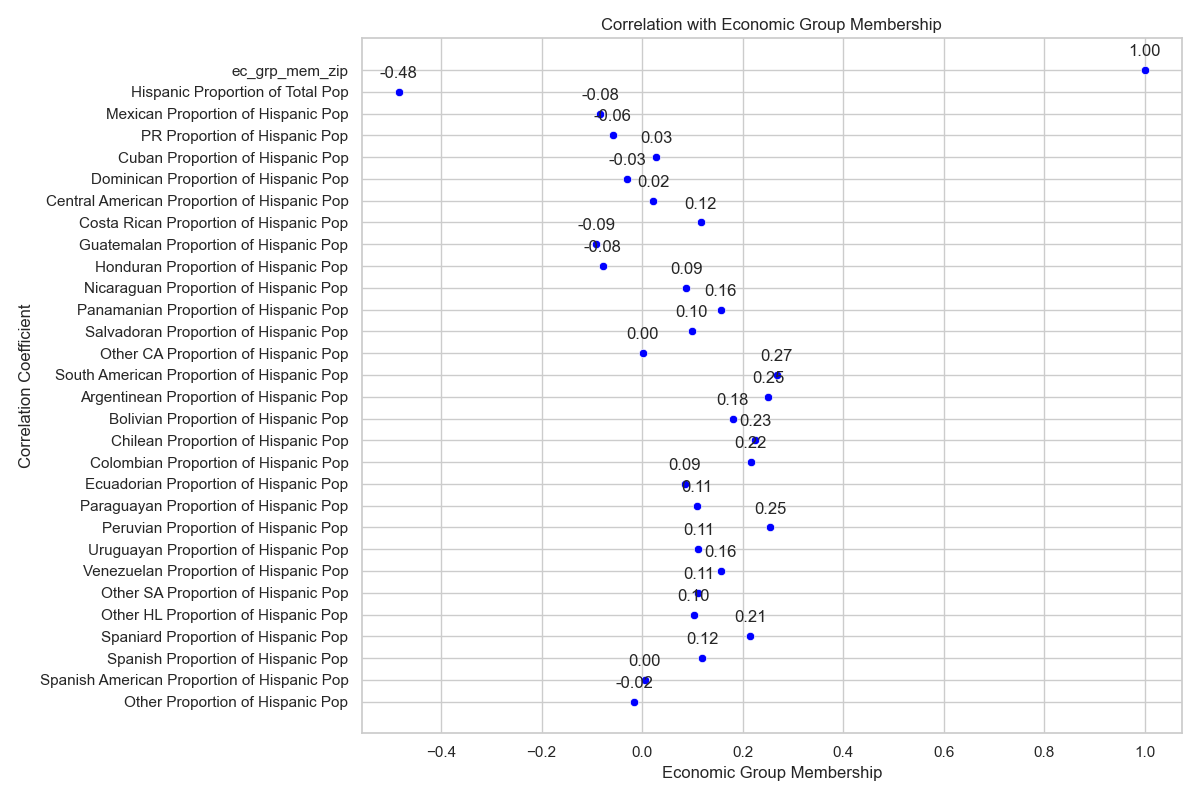 Correlation with Economic Group Membership
1.00
ec_grp_mem_zip
-0.48
Hispanic Proportion of Total Pop
-0.08
Mexican Proportion of Hispanic Pop
-0.06
PR Proportion of Hispanic Pop
0.03
Cuban Proportion of Hispanic Pop
-0.03
Dominican Proportion of Hispanic Pop
0.02
Central American Proportion of Hispanic Pop
0.12
Costa Rican Proportion of Hispanic Pop
-0.09
Guatemalan Proportion of Hispanic Pop
-0.08
Honduran Proportion of Hispanic Pop
0.09
Nicaraguan Proportion of Hispanic Pop
0.16
Panamanian Proportion of Hispanic Pop
0.10
Salvadoran Proportion of Hispanic Pop
0.00
Other CA Proportion of Hispanic Pop
0.27
South American Proportion of Hispanic Pop
0.25
Argentinean Proportion of Hispanic Pop
0.18
Bolivian Proportion of Hispanic Pop
0.23
Chilean Proportion of Hispanic Pop
0.22
Colombian Proportion of Hispanic Pop
0.09
Ecuadorian Proportion of Hispanic Pop
0.11
Paraguayan Proportion of Hispanic Pop
0.25
Peruvian Proportion of Hispanic Pop
0.11
Uruguayan Proportion of Hispanic Pop
0.16
Venezuelan Proportion of Hispanic Pop
0.11
Other SA Proportion of Hispanic Pop
0.10
Other HL Proportion of Hispanic Pop
0.21
Spaniard Proportion of Hispanic Pop
0.12
Spanish Proportion of Hispanic Pop
0.00
Spanish American Proportion of Hispanic Pop
-0.02
Other Proportion of Hispanic Pop
Correlation Coefficient
−0.4 −0.2 0.0 0.2 0.4 0.6 0.8 1.0
Economic Group Membership